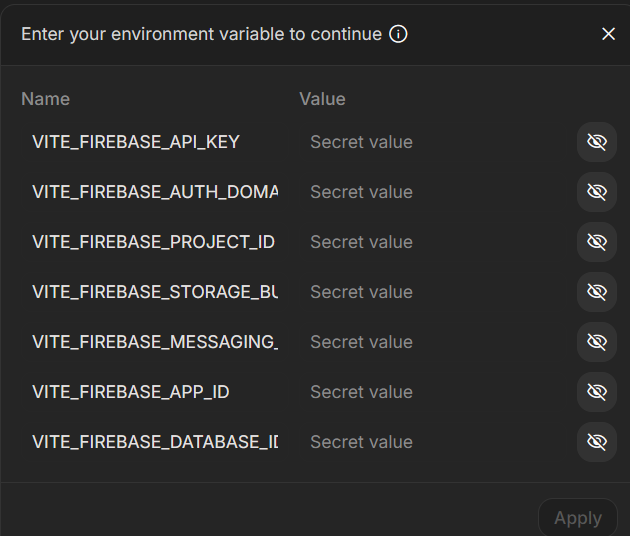 Enter your environment variable to continue
Name Value
VITE_FIREBASE_API_KEY Secret value
VITE_FIREBASE_AUTH_DOMA Secret value
VITE_FIREBASE_PROJECT_ID Secret value
VITE_FIREBASE_STORAGE_BU Secret value
VITE_FIREBASE_MESSAGING_ Secret value
VITE_FIREBASE_APP_ID Secret value
VITE_FIREBASE_DATABASE_ID Secret value
Apply